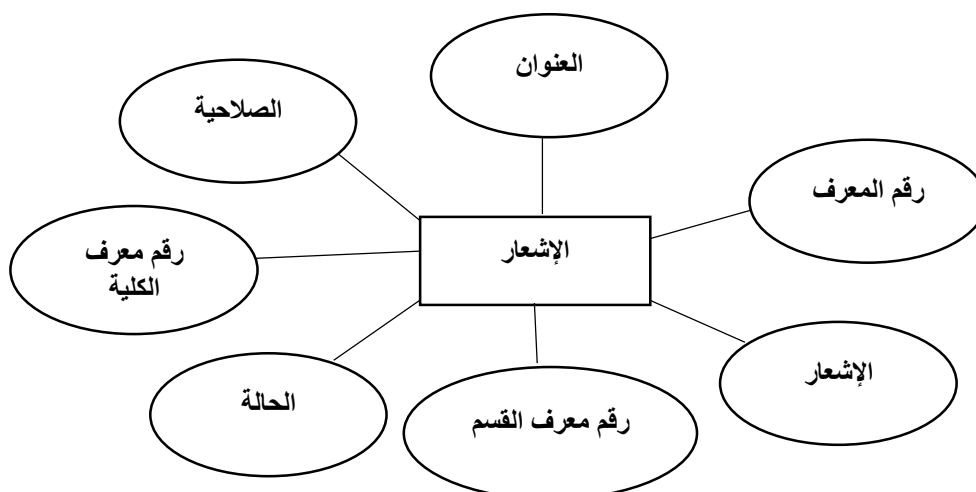 العنوان
الصلاحية
رقم المعرف
الإشعار
رقم معرف
الكلية
الإشعار
الحالة
رقم معرف القسم